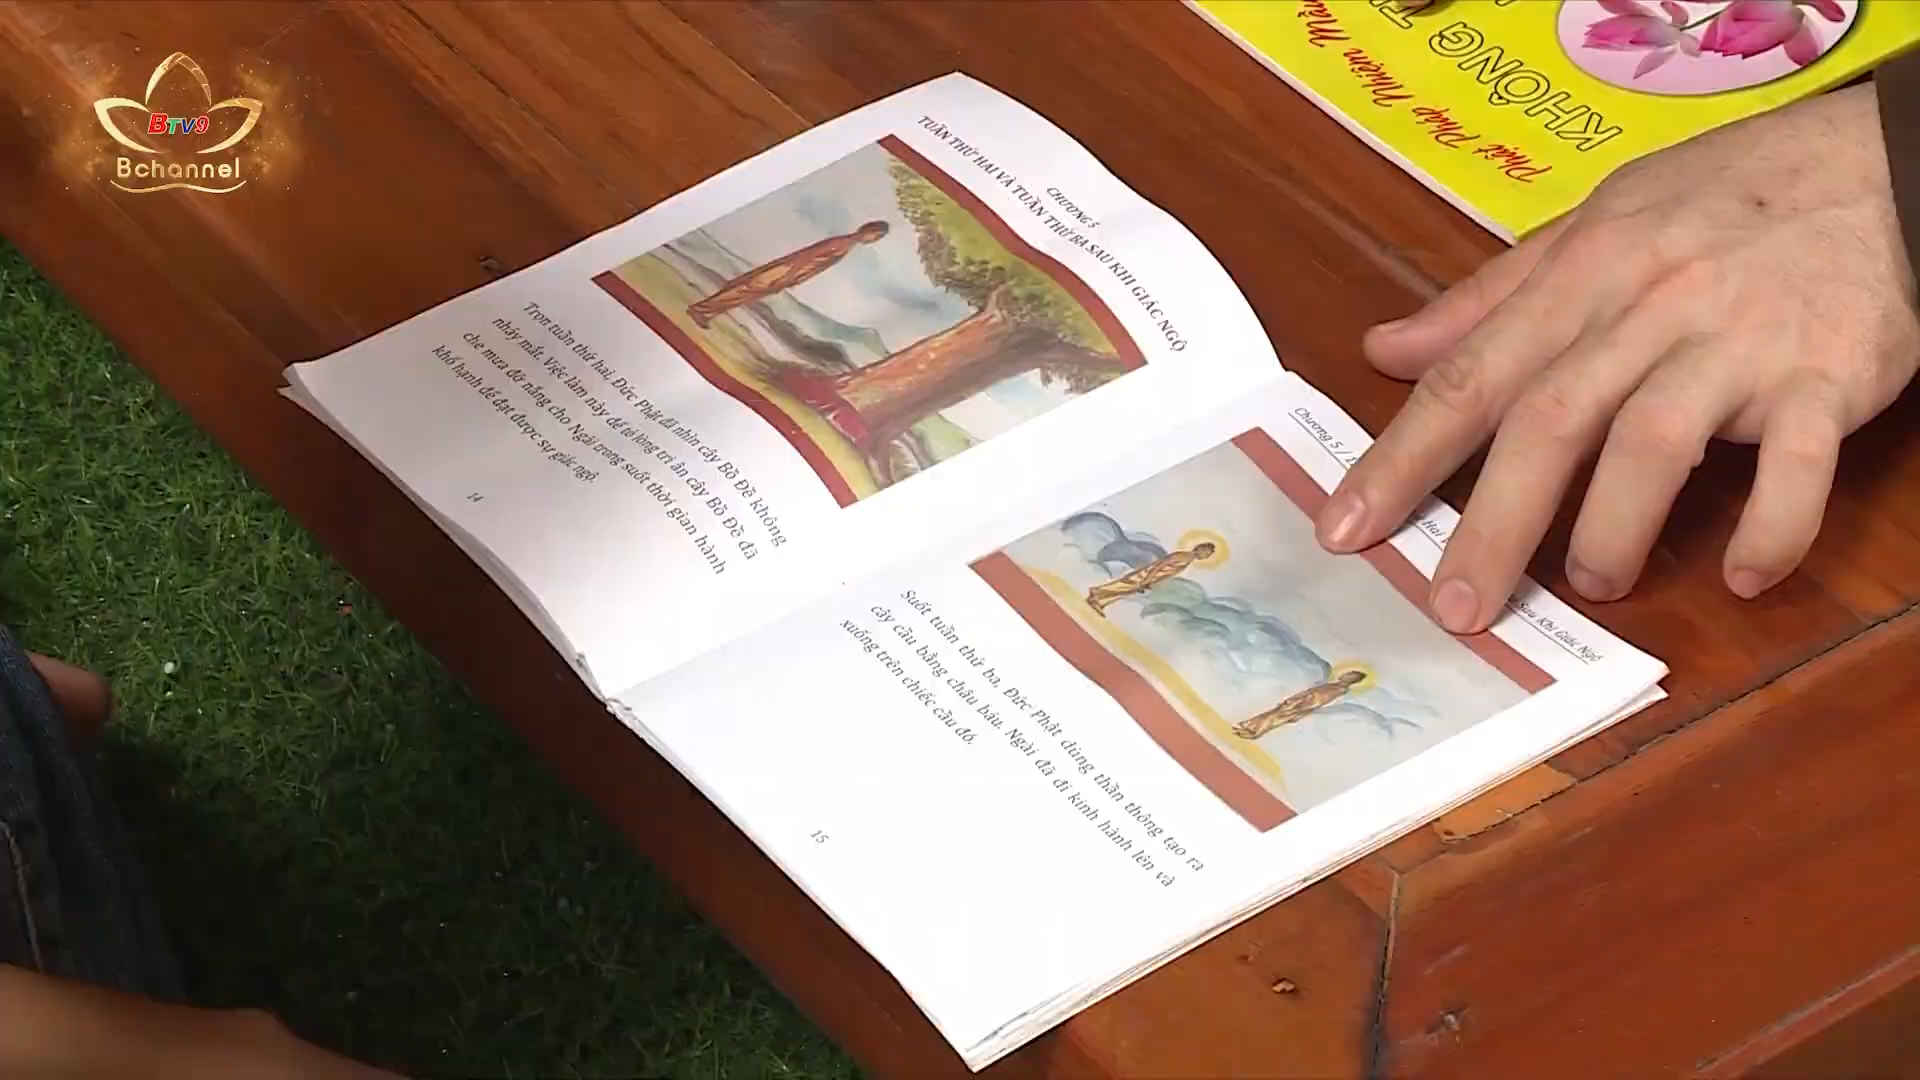 BTV9
Bchannel
Phật Pháp Nhiệm Mầu
KHÔNG T
CHƯƠNG 5
TUẦN THỨ HAI VÀ TUẦN THỨ BA SAU KHI GIÁC NGỘ
Trọn tuần thứ hai, Đức Phật đã nhìn cây Bồ Đề không
nháy mắt. Việc làm này để tỏ lòng tri ân cây Bồ Đề đã
che mưa đỡ nắng cho Ngài trong suốt thời gian hành
khổ hạnh để đạt được sự giác ngộ.
14
Chương 5 / Hai Sau Khi Giác Ngộ
Suốt tuần thứ ba, Đức Phật dùng thần thông tạo ra
cây cầu bằng châu báu. Ngài đã đi kinh hành lên và
xuống trên chiếc cầu đó.
15